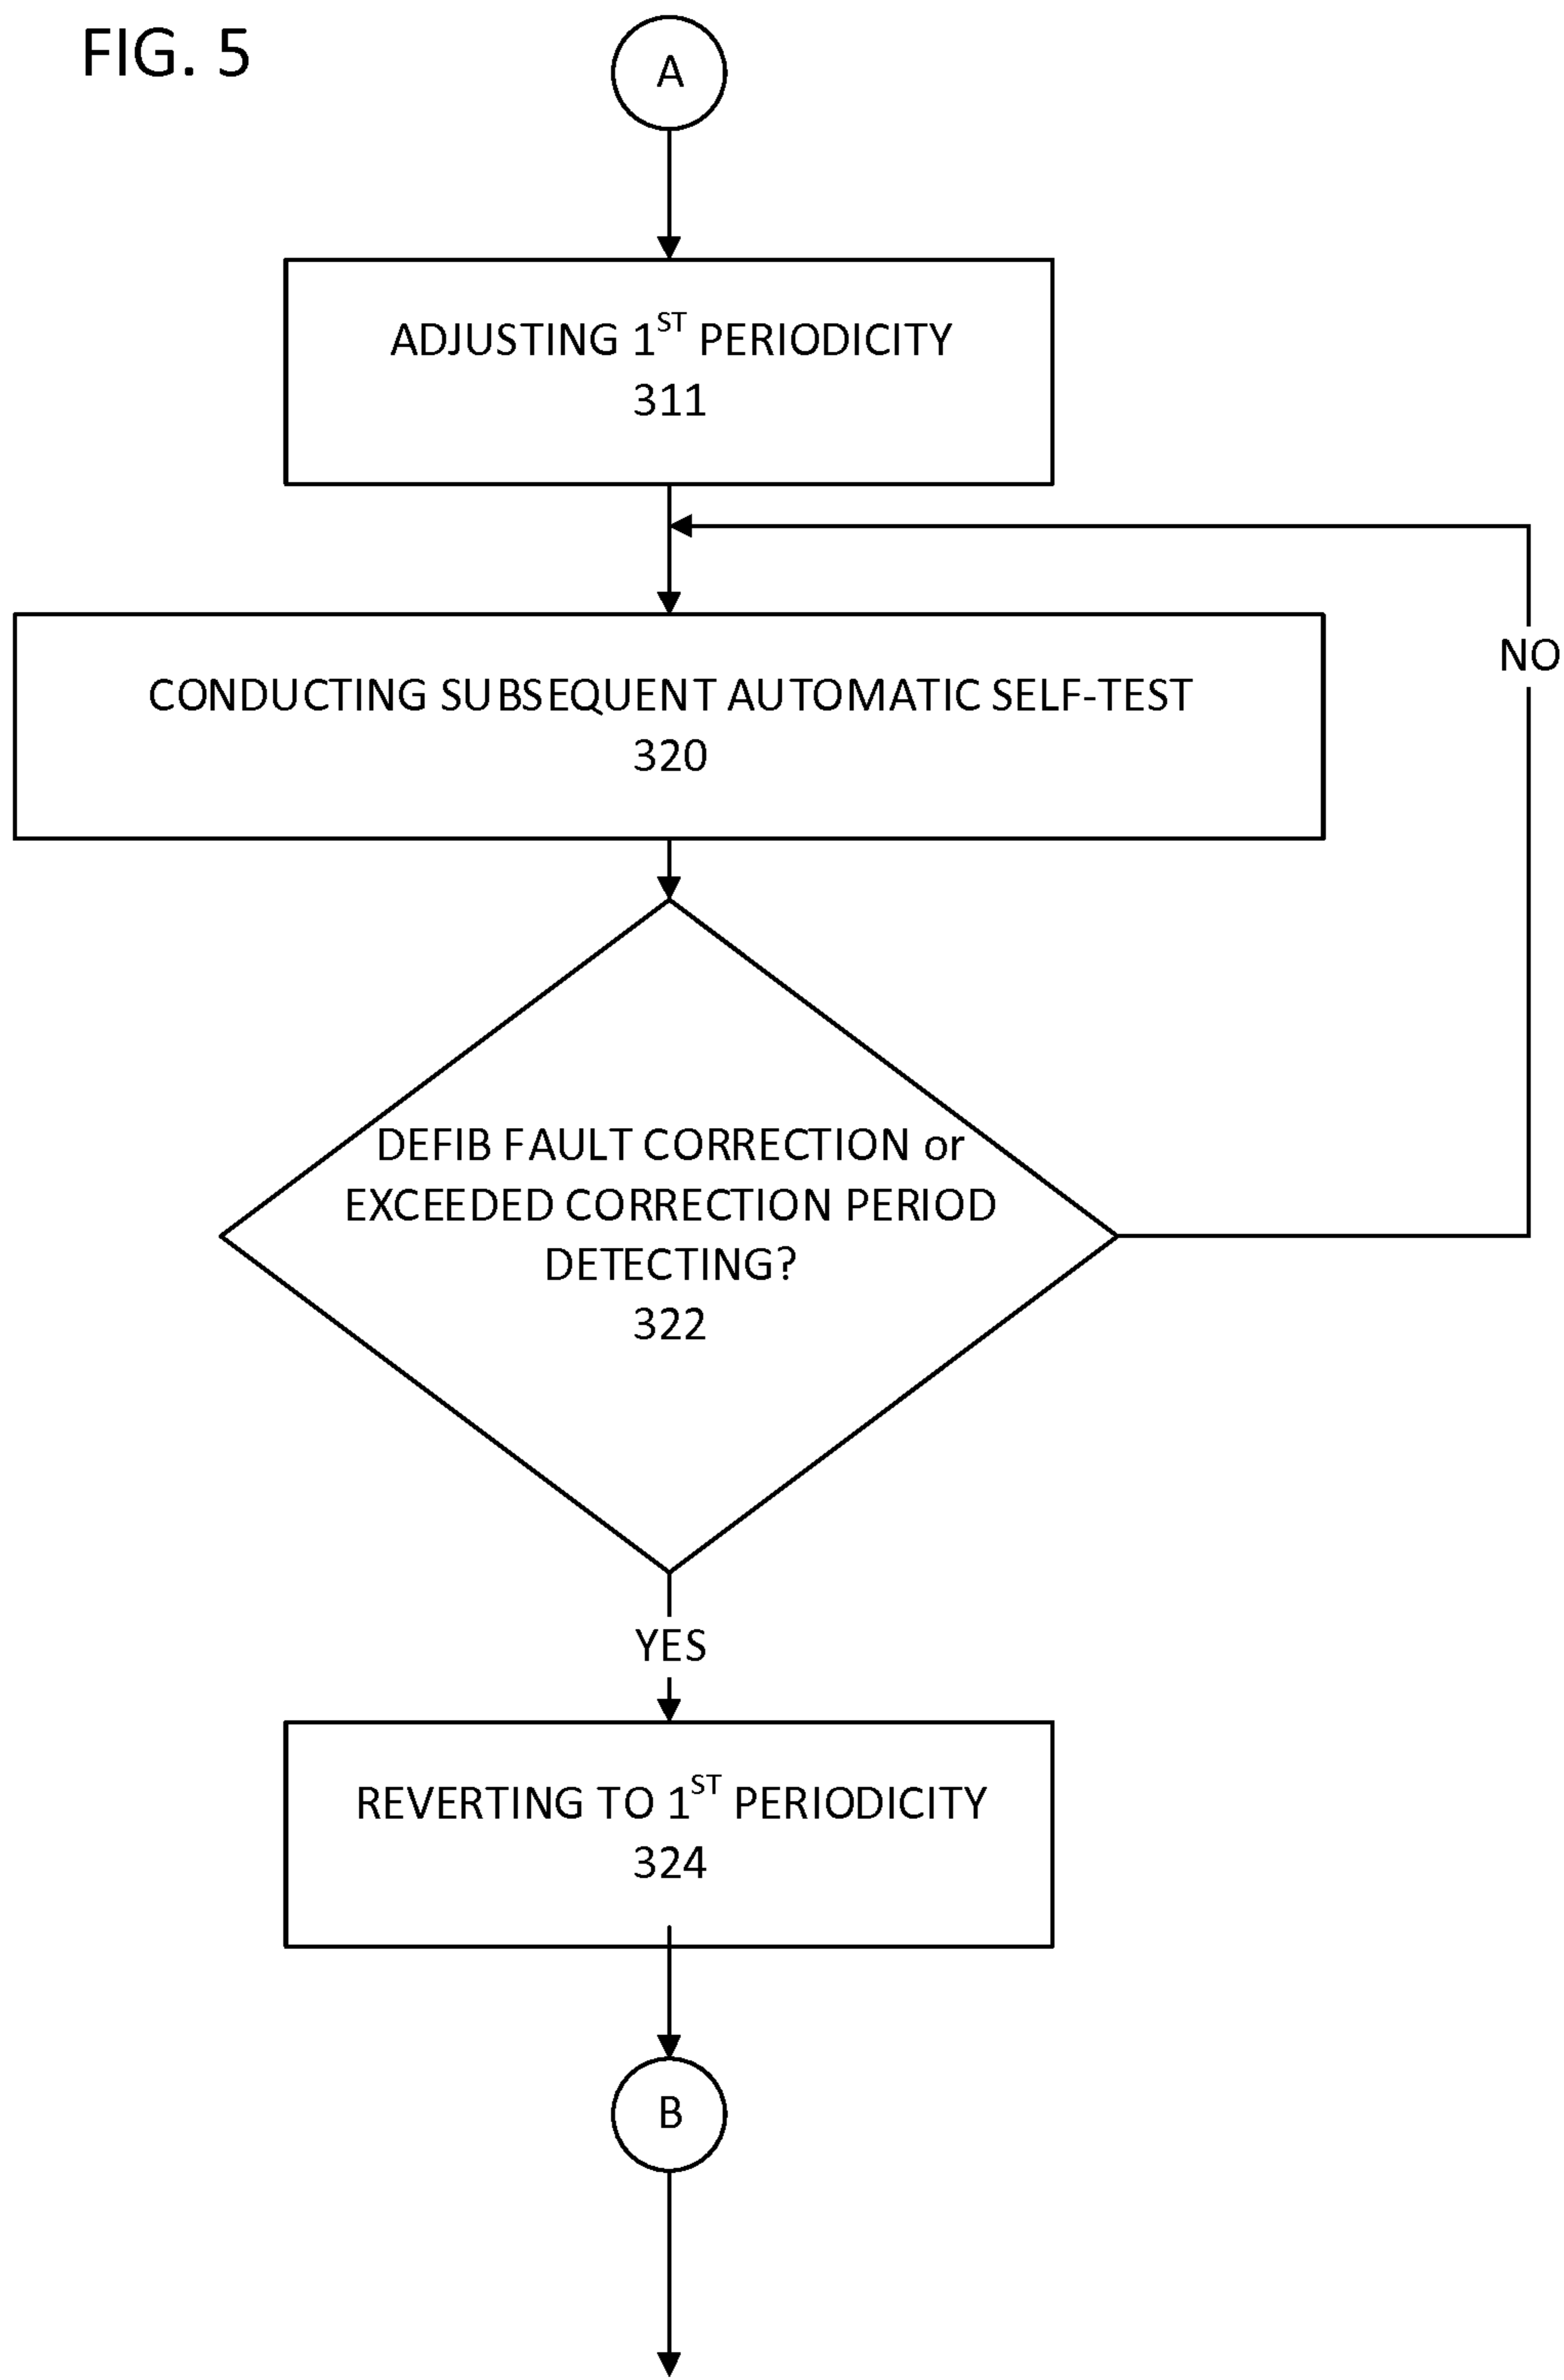 FIG. 5
A
ADJUSTING 1ST PERIODICITY
311
CONDUCTING SUBSEQUENT AUTOMATIC SELF-TEST
320
NO
DEFIB FAULT CORRECTION or
EXCEEDED CORRECTION PERIOD
DETECTING?
322
YES
REVERTING TO 1ST PERIODICITY
324
B